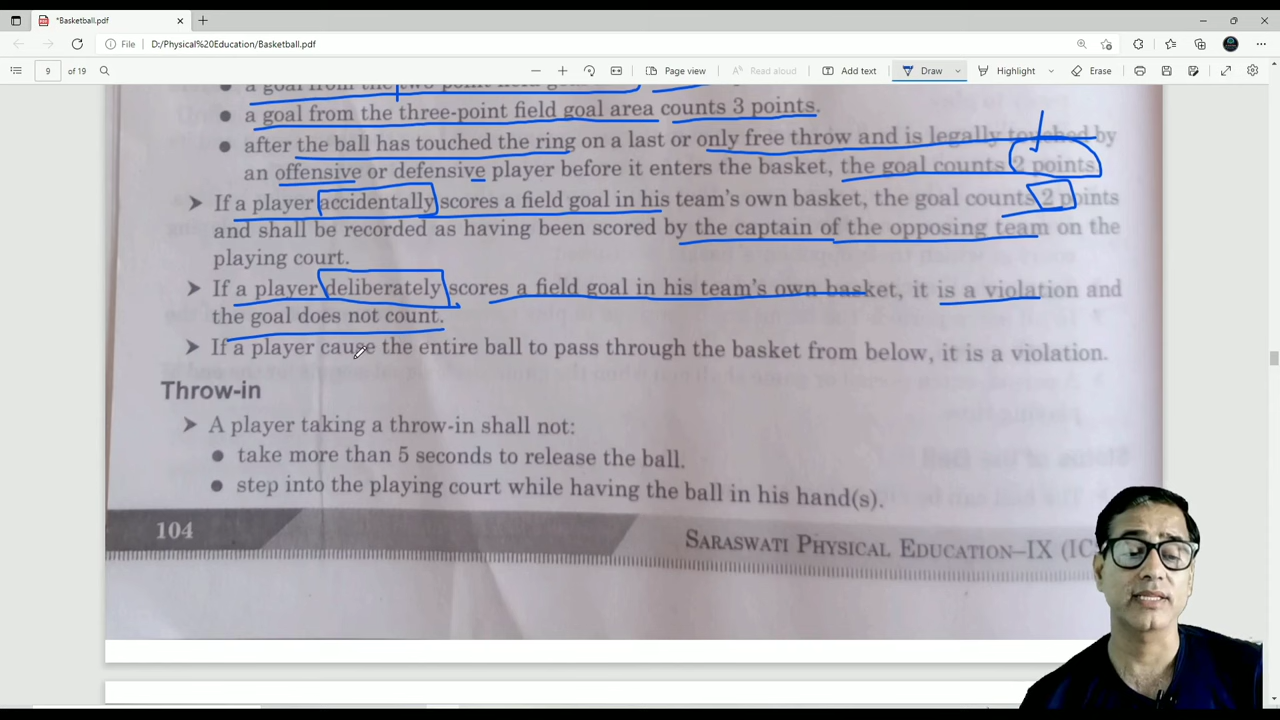 *Basketball.pdf
File D:/Physical%20Education/Basketball.pdf
9 of 19 Page view Read aloud Add text Draw Highlight Erase
a goal from the two point field goal
● a goal from the three-point field goal area counts 3 points.
● after the ball has touched the ring on a last or only free throw and is legally touched by
an offensive or defensive player before it enters the basket, the goal counts 2 points.
➤ If a player accidentally scores a field goal in his team's own basket, the goal counts 2 points
and shall be recorded as having been scored by the captain of the opposing team on the
playing court.
➤ If a player deliberately scores a field goal in his team's own basket, it is a violation and
the goal does not count.
➤ If a player cause the entire ball to pass through the basket from below, it is a violation.
Throw-in
➤ A player taking a throw-in shall not:
● take more than 5 seconds to release the ball.
● step into the playing court while having the ball in his hand(s).
104 SARASWATI PHYSICAL EDUCATION–IX (IC